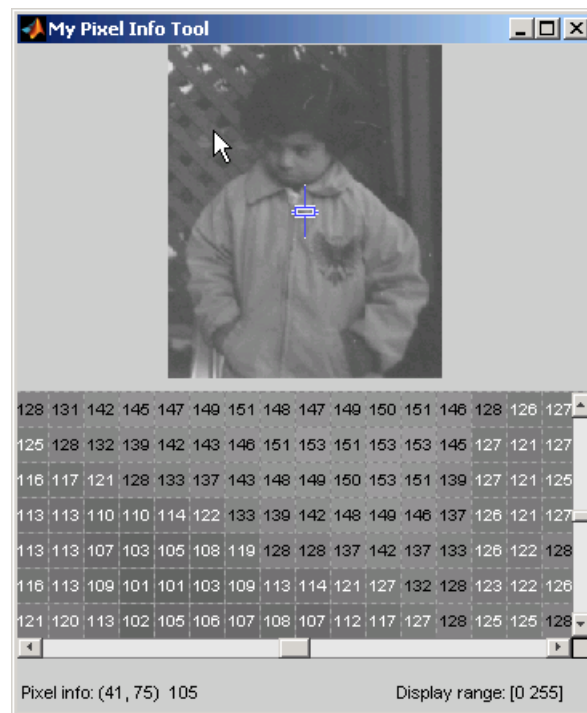 My Pixel Info Tool
128 131 142 145 147 149 151 148 147 149 150 151 146 128 126 127
125 128 132 139 142 143 146 151 153 151 153 153 145 127 121 127
116 117 121 128 133 137 143 148 149 150 153 151 139 127 121 125
113 113 110 110 114 122 133 139 142 148 149 146 137 126 121 127
113 113 107 103 105 108 119 128 128 137 142 137 133 126 122 128
116 113 109 101 101 103 109 113 114 121 127 132 128 123 122 126
121 120 113 102 105 106 107 108 107 112 117 127 128 125 125 128
Pixel info: (41, 75) 105 Display range: [0 255]